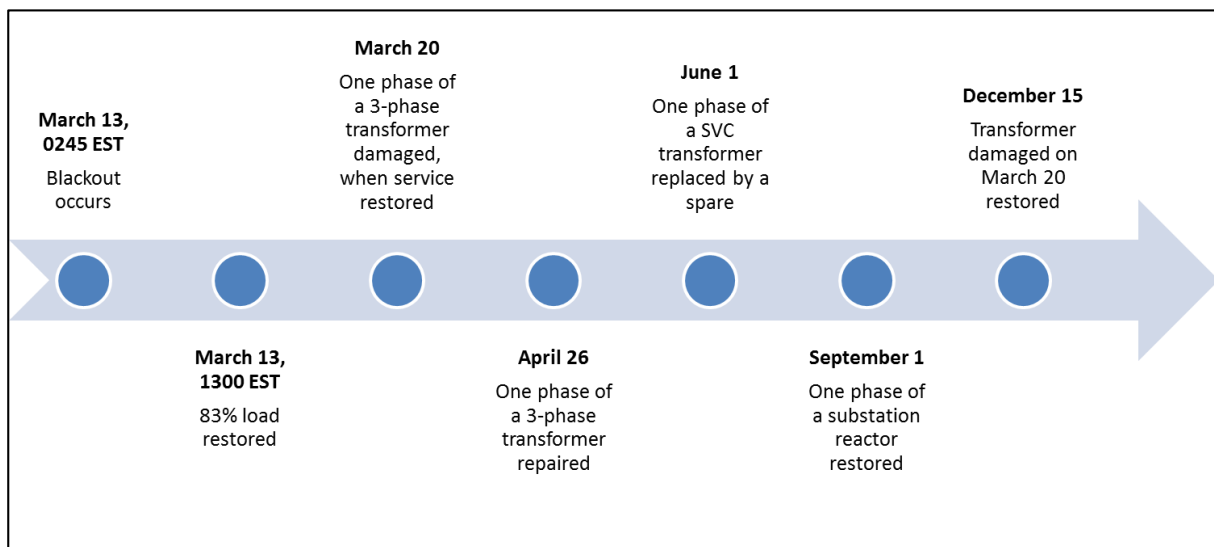 March 13,
0245 EST
Blackout
occurs
March 13,
1300 EST
83% load
restored
March 20
One phase of
a 3-phase
transformer
damaged,
when service
restored
April 26
One phase of
a 3-phase
transformer
repaired
June 1
One phase of
a SVC
transformer
replaced by a
spare
September 1
One phase of
a substation
reactor
restored
December 15
Transformer
damaged on
March 20
restored